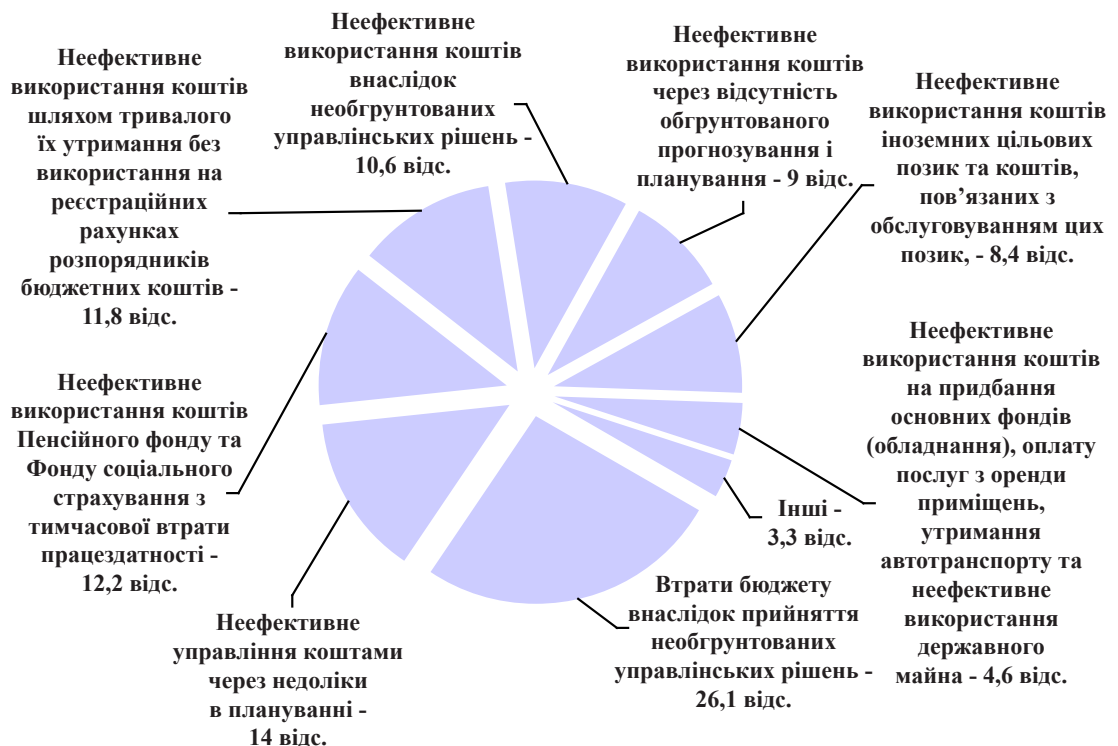 Неефективне
використання коштів
шляхом тривалого
їх утримання без
використання на
реєстраційних
рахунках
розпорядників
бюджетних коштів -
11,8 відс.
Неефективне
використання коштів
внаслідок
необгрунтованих
управлінських рішень -
10,6 відс.
Неефективне
використання коштів
через відсутність
обгрунтованого
прогнозування і
планування - 9 відс.
Неефективне
використання коштів
іноземних цільових
позик та коштів,
пов’язаних з
обслуговуванням цих
позик, - 8,4 відс.
Неефективне
використання коштів
на придбання
основних фондів
(обладнання), оплату
послуг з оренди
приміщень,
утримання
автотранспорту та
неефективне
використання
державного
майна - 4,6 відс.
Інші -
3,3 відс.
Втрати бюджету
внаслідок прийняття
необгрунтованих
управлінських рішень -
26,1 відс.
Неефективне
управління коштами
через недоліки
в плануванні -
14 відс.
Неефективне
використання коштів
Пенсійного фонду та
Фонду соціального
страхування з
тимчасової втрати
працездатності -
12,2 відс.